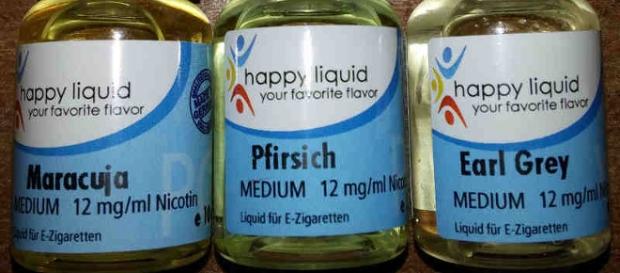 happy liquid
your favorite flavor
Maracuja
MEDIUM 12 mg/ml Nicotin
Liquid für E-Zigaretten
happy liquid
your favorite flavor
Pfirsich
MEDIUM 12 mg/ml
Liquid für E-Zigaretten
happy liquid
your favorite flavor
Earl Grey
MEDIUM 12 mg/ml
Liquid für E-Zigaretten